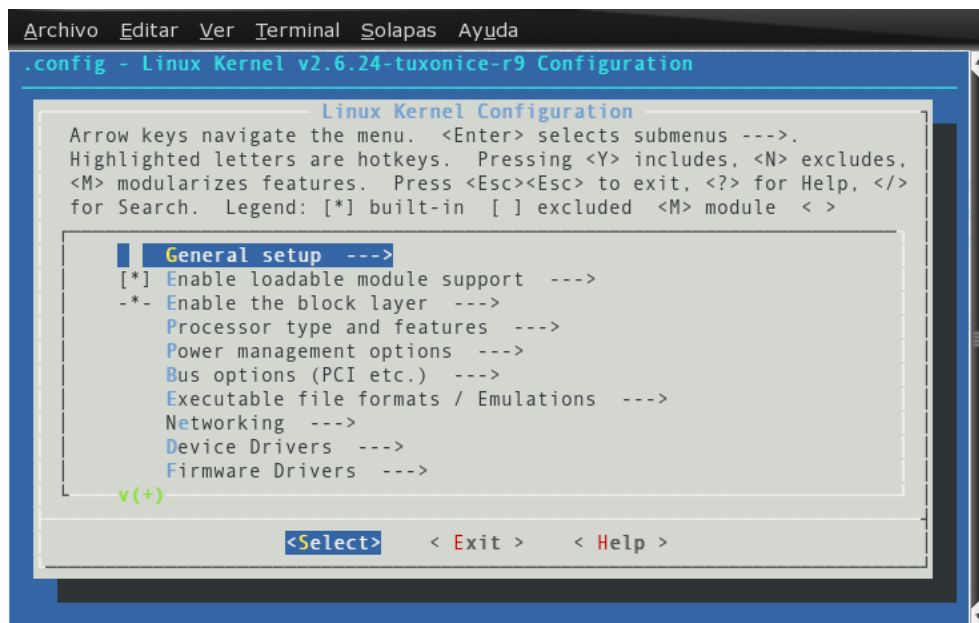 Archivo Editar Ver Terminal Solapas Ayuda
.config - Linux Kernel v2.6.24-tuxonice-r9 Configuration
Linux Kernel Configuration
Arrow keys navigate the menu. <Enter> selects submenus --->.
Highlighted letters are hotkeys. Pressing <Y> includes, <N> excludes,
<M> modularizes features. Press <Esc><Esc> to exit, <?> for Help, </>
for Search. Legend: [*] built-in [ ] excluded <M> module < >
General setup --->
[*] Enable loadable module support --->
-*- Enable the block layer --->
Processor type and features --->
Power management options --->
Bus options (PCI etc.) --->
Executable file formats / Emulations --->
Networking --->
Device Drivers --->
Firmware Drivers --->
v(+)
<Select> < Exit > < Help >